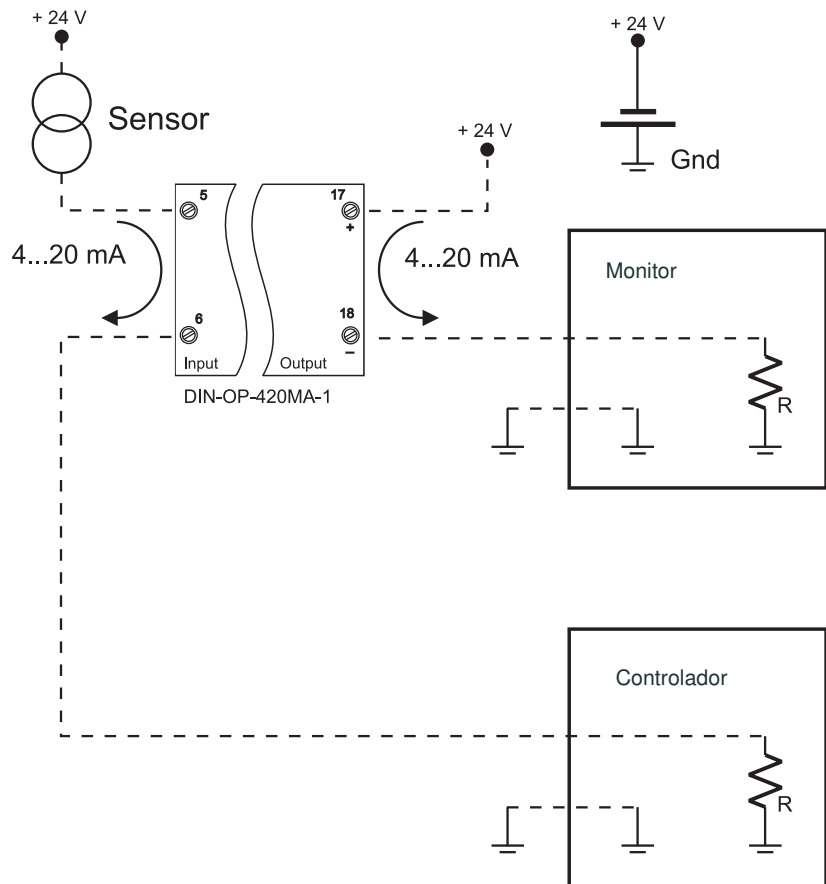 + 24 V
+ 24 V
Sensor
+ 24 V
Gnd
5
17
+
4...20 mA
4...20 mA
Monitor
6
18
−
Input
Output
DIN-OP-420MA-1
R
Controlador
R